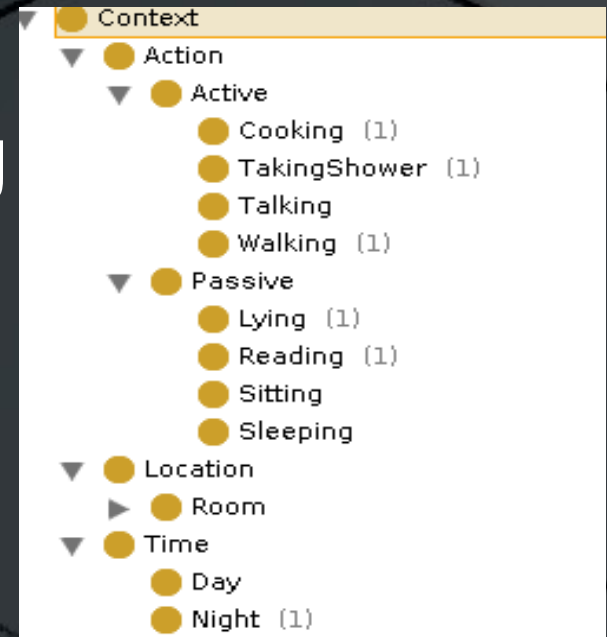 Context
Action
Active
Cooking (1)
TakingShower (1)
Talking
Walking (1)
Passive
Lying (1)
Reading (1)
Sitting
Sleeping
Location
Room
Time
Day
Night (1)